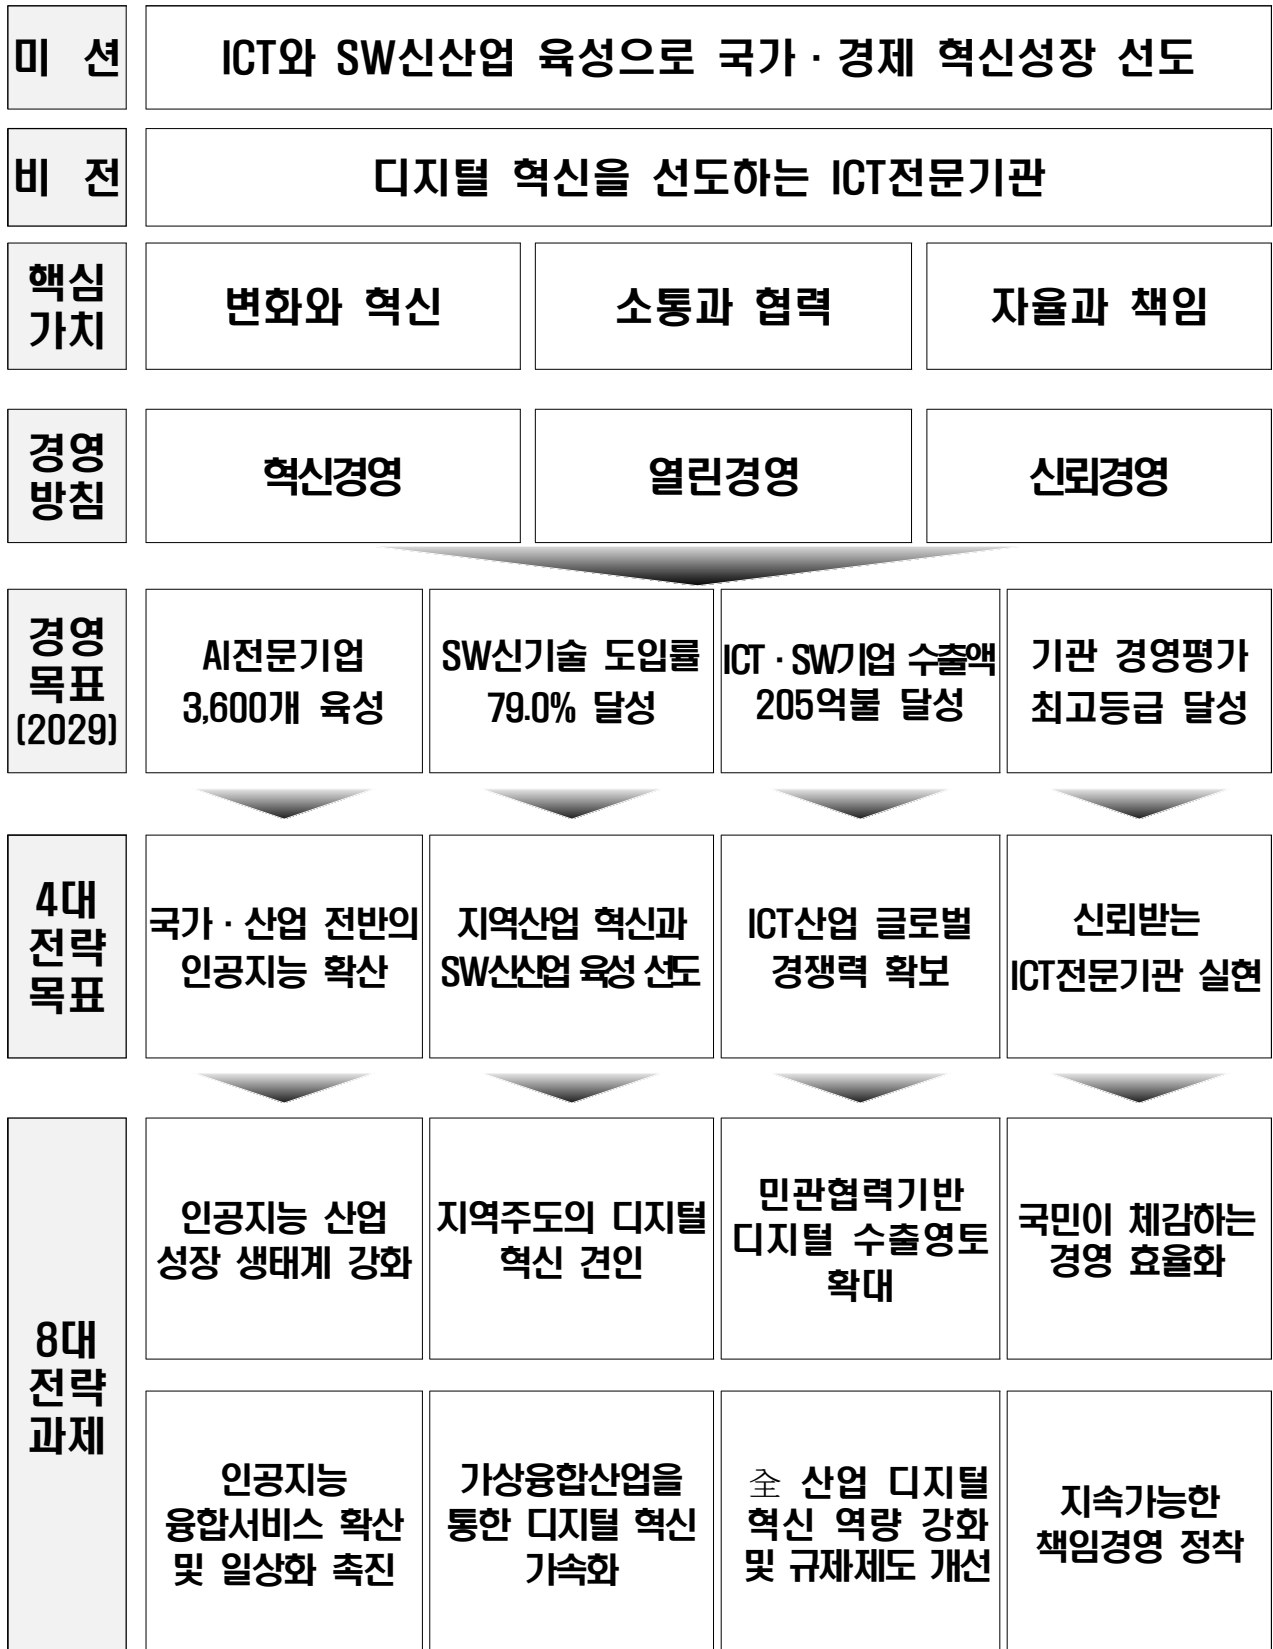 미 션
ICT와 SW신산업 육성으로 국가·경제 혁신성장 선도
비 전
디지털 혁신을 선도하는 ICT전문기관
핵심
가치
변화와 혁신
소통과 협력
자율과 책임
경영
방침
혁신경영
열린경영
신뢰경영
경영
목표
(2029)
AI전문기업
3,600개 육성
SW신기술 도입률
79.0% 달성
ICT·SW기업 수출액
205억불 달성
기관 경영평가
최고등급 달성
4대
전략
목표
국가·산업 전반의
인공지능 확산
지역산업 혁신과
SW신산업 육성 선도
ICT산업 글로벌
경쟁력 확보
신뢰받는
ICT전문기관 실현
8대
전략
과제
인공지능 산업
성장 생태계 강화
지역주도의 디지털
혁신 견인
민관협력기반
디지털 수출영토
확대
국민이 체감하는
경영 효율화
인공지능
융합서비스 확산
및 일상화 촉진
가상융합산업을
통한 디지털 혁신
가속화
全 산업 디지털
혁신 역량 강화
및 규제·제도 개선
지속가능한
책임경영 정착